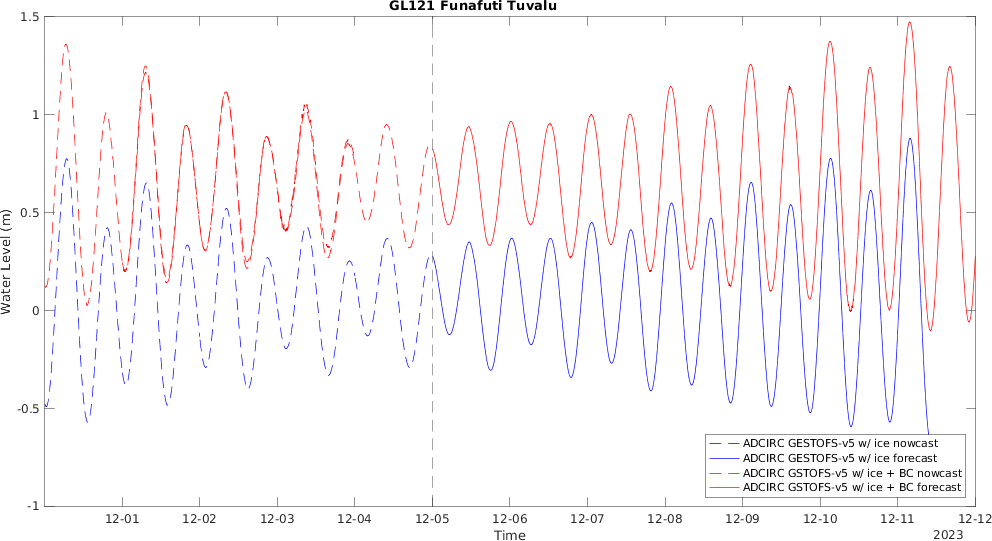 GL121 Funafuti Tuvalu
1.5
1
0.5
0
-0.5
-1
Water Level (m)
12-01 12-02 12-03 12-04 12-05 12-06 12-07 12-08 12-09 12-10 12-11 12-12
Time
2023
ADCIRC GESTOFS-v5 w/ ice nowcast
ADCIRC GESTOFS-v5 w/ ice forecast
ADCIRC GSTOFS-v5 w/ ice + BC nowcast
ADCIRC GSTOFS-v5 w/ ice + BC forecast